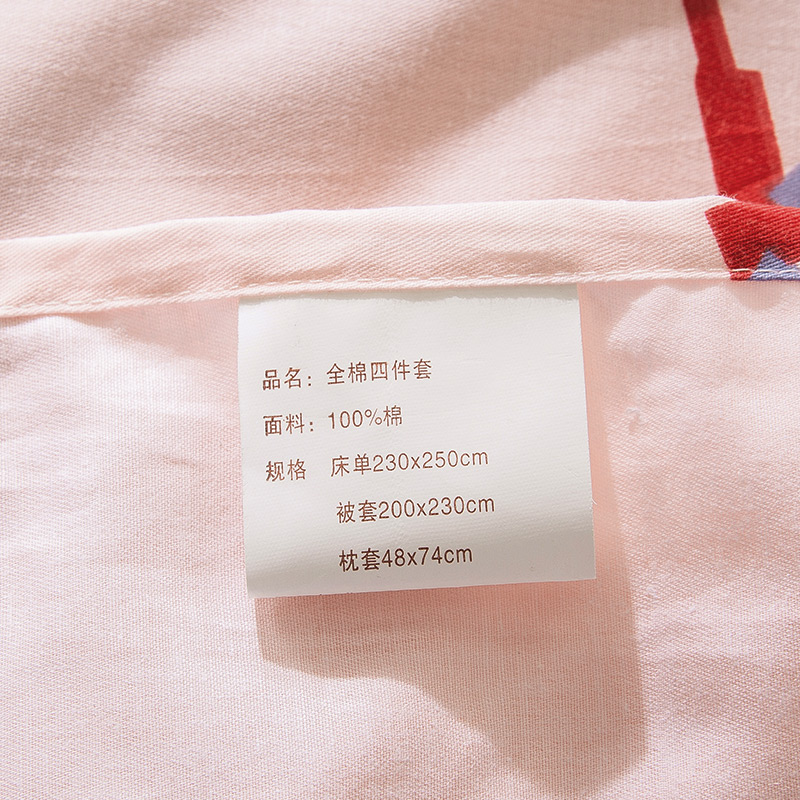 品名：全棉四件套
面料：100%棉
规格 床单230x250cm
被套200x230cm
枕套48x74cm